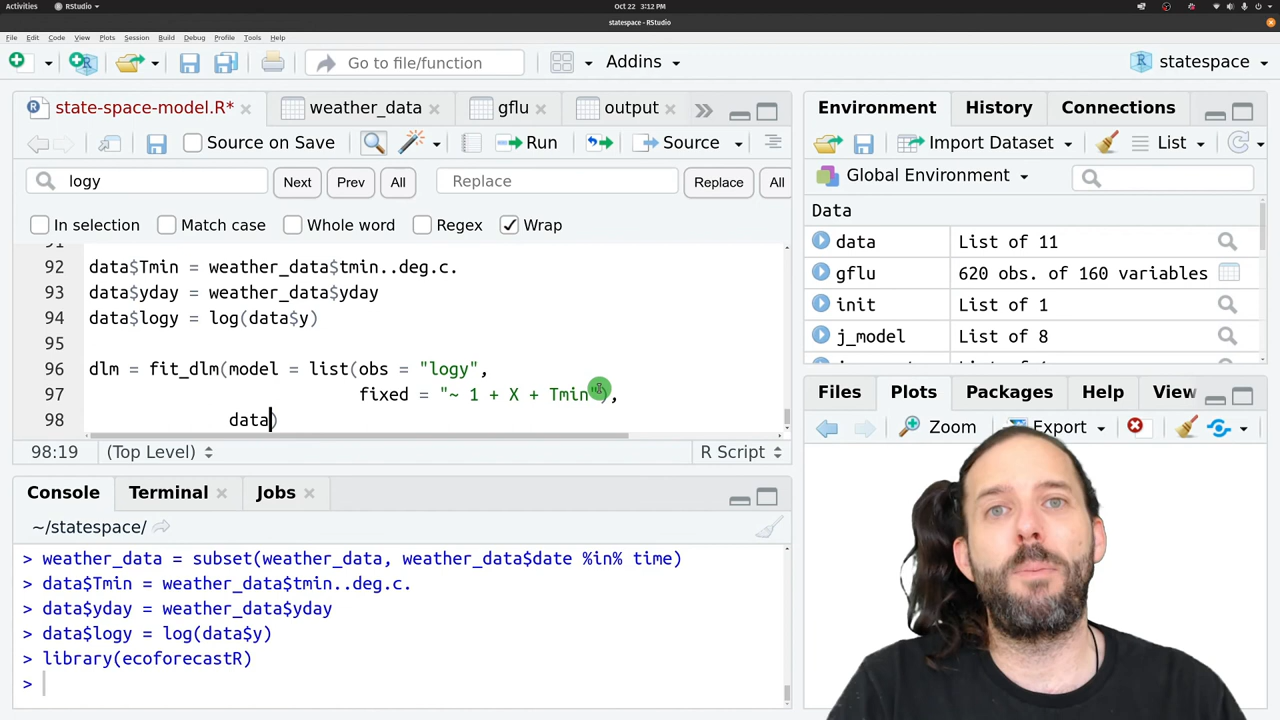 Activities RStudio Oct 22 3:12 PM
statespace - RStudio
File Edit Code View Plots Session Build Debug Profile Tools Help
Go to file/function Addins statespace
state-space-model.R* weather_data gflu output
Source on Save Run Source
logy Next Prev All Replace Replace All
In selection Match case Whole word Regex Wrap
91
92 data$Tmin = weather_data$tmin..deg.c.
93 data$yday = weather_data$yday
94 data$logy = log(data$y)
95
96 dlm = fit_dlm(model = list(obs = "logy",
97 fixed = "~ 1 + X + Tmin"),
98 data)
98:19 (Top Level) R Script
Console Terminal Jobs
~/statespace/
> weather_data = subset(weather_data, weather_data$date %in% time)
> data$Tmin = weather_data$tmin..deg.c.
> data$yday = weather_data$yday
> data$logy = log(data$y)
> library(ecoforecastR)
>
Environment History Connections
Import Dataset List
Global Environment
Data
data List of 11
gflu 620 obs. of 160 variables
init List of 1
j_model List of 8
Files Plots Packages Help View
Zoom Export